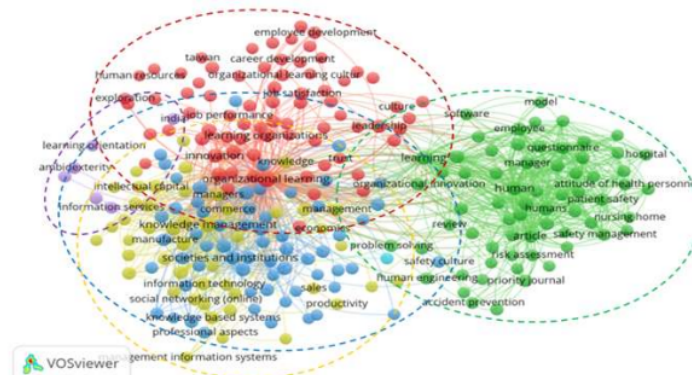 employee development
taiwan
career development
human resources
organizational learning cultur
exploration
job satisfaction
culture
software
model
job performance
leadership
employee
learning organizations
questionnaire
hospital
learning orientation
innovation
knowledge
trust
learning
manager
ambidexterity
intellectual capital
organizational learning
organizational innovation
human
attitude of health personne
managers
patient safety
information services
commerce
management
humans
nursing home
knowledge management
economics
review
article
safety management
manufacture
problem solving
societies and institutions
safety culture
risk assessment
information technology
sales
human engineering
priority journal
social networking (online)
productivity
accident prevention
knowledge based systems
professional aspects
management information systems
VOSviewer